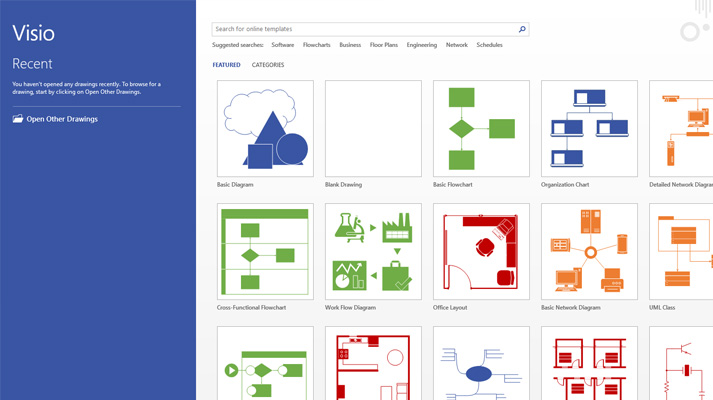 Visio
Recent
You haven't opened any drawings recently. To browse for a
drawing, start by clicking on Open Other Drawings.
Open Other Drawings
Search for online templates
Suggested searches: Software Flowcharts Business Floor Plans Engineering Network Schedules
FEATURED CATEGORIES
Basic Diagram
Blank Drawing
Basic Flowchart
Organization Chart
Detailed Network Diagram
Cross-Functional Flowchart
Work Flow Diagram
Office Layout
Basic Network Diagram
UML Class